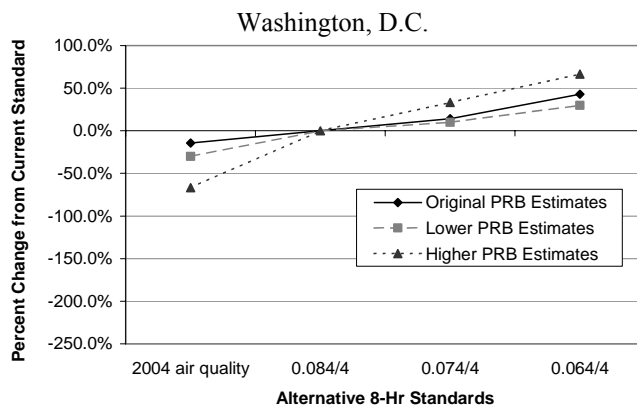 Washington, D.C.
Percent Change from Current Standard
100.0%
50.0%
0.0%
-50.0%
-100.0%
-150.0%
-200.0%
-250.0%
Original PRB Estimates
Lower PRB Estimates
Higher PRB Estimates
2004 air quality 0.084/4 0.074/4 0.064/4
Alternative 8-Hr Standards